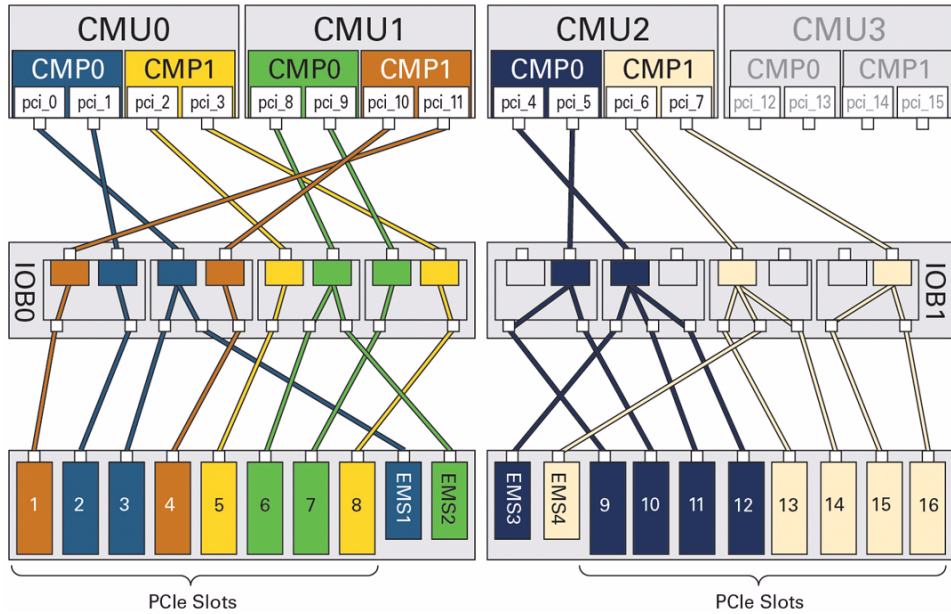 CMU0 CMU1 CMU2 CMU3
CMP0 CMP1 CMP0 CMP1 CMP0 CMP1 CMP0 CMP1
pci_0 pci_1 pci_2 pci_3 pci_8 pci_9 pci_10 pci_11 pci_4 pci_5 pci_6 pci_7 pci_12 pci_13 pci_14 pci_15
IOB0 IOB1
1 2 3 4 5 6 7 8 EMS1 EMS2 EMS3 EMS4 9 10 11 12 13 14 15 16
PCIe Slots PCIe Slots